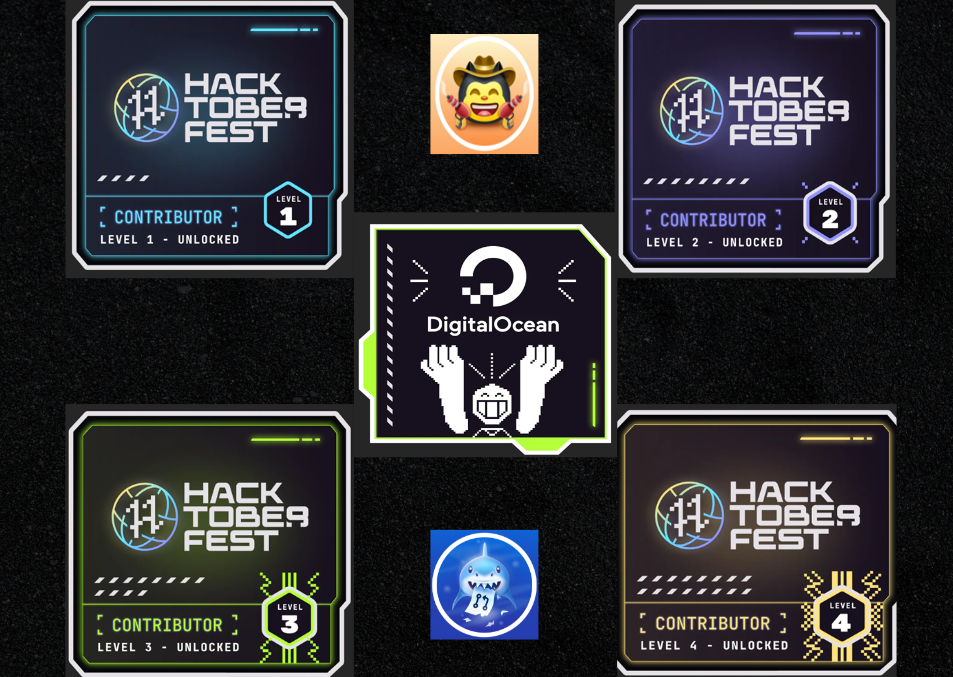 HACK
TOBER
FEST
[ CONTRIBUTOR ]
LEVEL 1 - UNLOCKED
LEVEL
1
HACK
TOBER
FEST
[ CONTRIBUTOR ]
LEVEL 2 - UNLOCKED
LEVEL
2
DigitalOcean
HACK
TOBER
FEST
[ CONTRIBUTOR ]
LEVEL 3 - UNLOCKED
LEVEL
3
HACK
TOBER
FEST
[ CONTRIBUTOR ]
LEVEL 4 - UNLOCKED
LEVEL
4